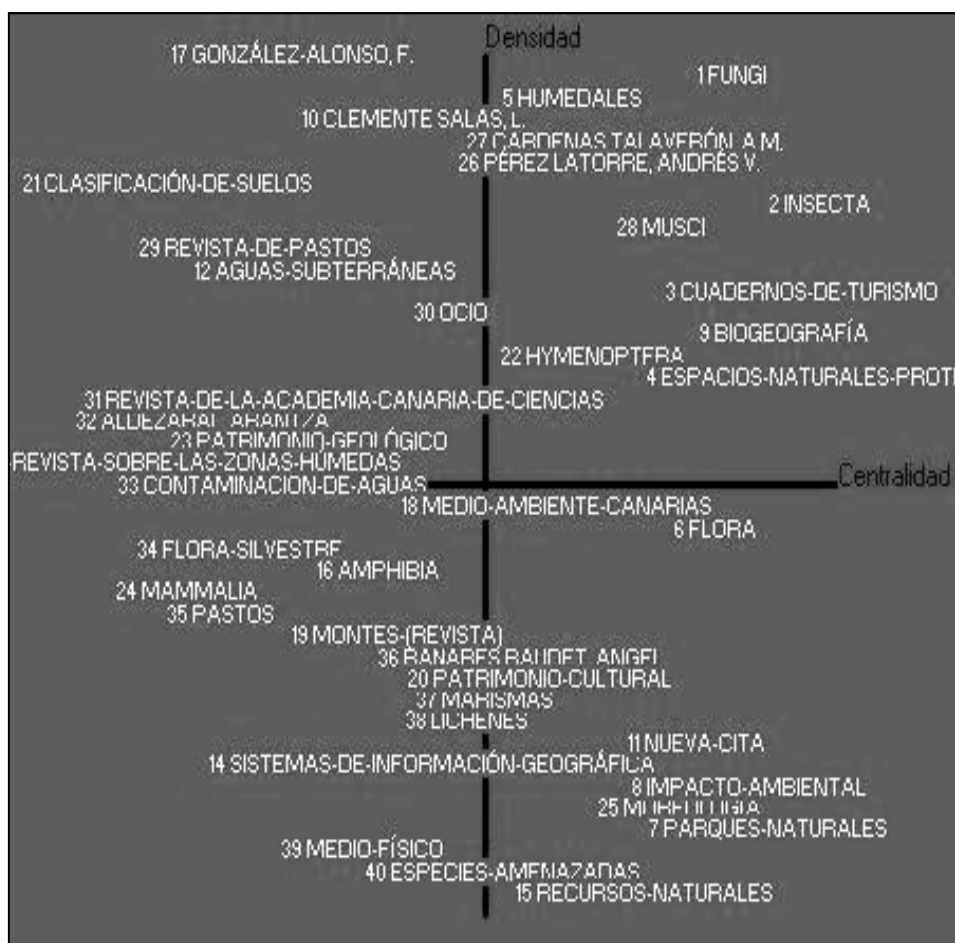 Densidad
17 GONZÁLEZ-ALONSO, F.
1 FUNGI
5 HUMEDALES
10 CLEMENTE SALAS, L.
27 CÁRDENAS TALAVERÓN, A.M.
26 PÉREZ LATORRE, ANDRÉS V.
21 CLASIFICACIÓN-DE-SUELOS
2 INSECTA
28 MUSCI
29 REVISTA-DE-PASTOS
12 AGUAS-SUBTERRÁNEAS
3 CUADERNOS-DE-TURISMO
30 OCIO
9 BIOGEOGRAFÍA
22 HYMENOPTERA
4 ESPACIOS-NATURALES-PROTE
31 REVISTA-DE-LA-ACADEMIA-CANARIA-DE-CIENCIAS
32 ALDEZABAL, ARANTZA
23 PATRIMONIO-GEOLÓGICO
-REVISTA-SOBRE-LAS-ZONAS-HÚMEDAS
Centralidad
33 CONTAMINACION-DE-AGUAS
18 MEDIO-AMBIENTE-CANARIAS
6 FLORA
34 FLORA-SILVESTRE
16 AMPHIBIA
24 MAMMALIA
35 PASTOS
19 MONTES-(REVISTA)
36 BAÑARES BAUDET, ANGEL
20 PATRIMONIO-CULTURAL
37 MARISMAS
38 LICHENES
11 NUEVA-CITA
14 SISTEMAS-DE-INFORMACIÓN-GEOGRÁFICA
8 IMPACTO-AMBIENTAL
25 MORFOLOGÍA
7 PARQUES-NATURALES
39 MEDIO-FÍSICO
40 ESPECIES-AMENAZADAS
15 RECURSOS-NATURALES